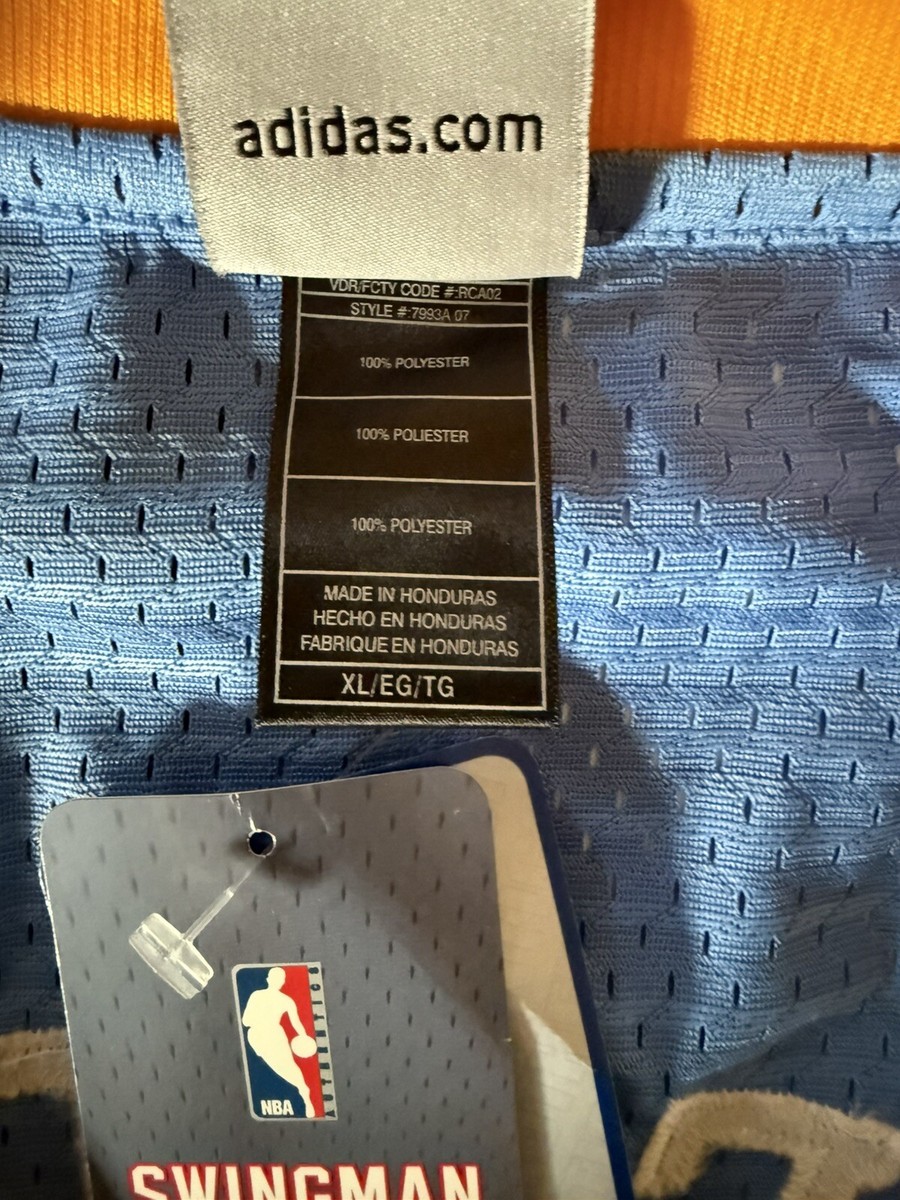 adidas.com
VDR/FCTY CODE #:RCA02
STYLE #:7993A 07
100% POLYESTER
100% POLIESTER
100% POLYESTER
MADE IN HONDURAS
HECHO EN HONDURAS
FABRIQUE EN HONDURAS
XL/EG/TG
AUTHENTICS
NBA
SWINGMAN